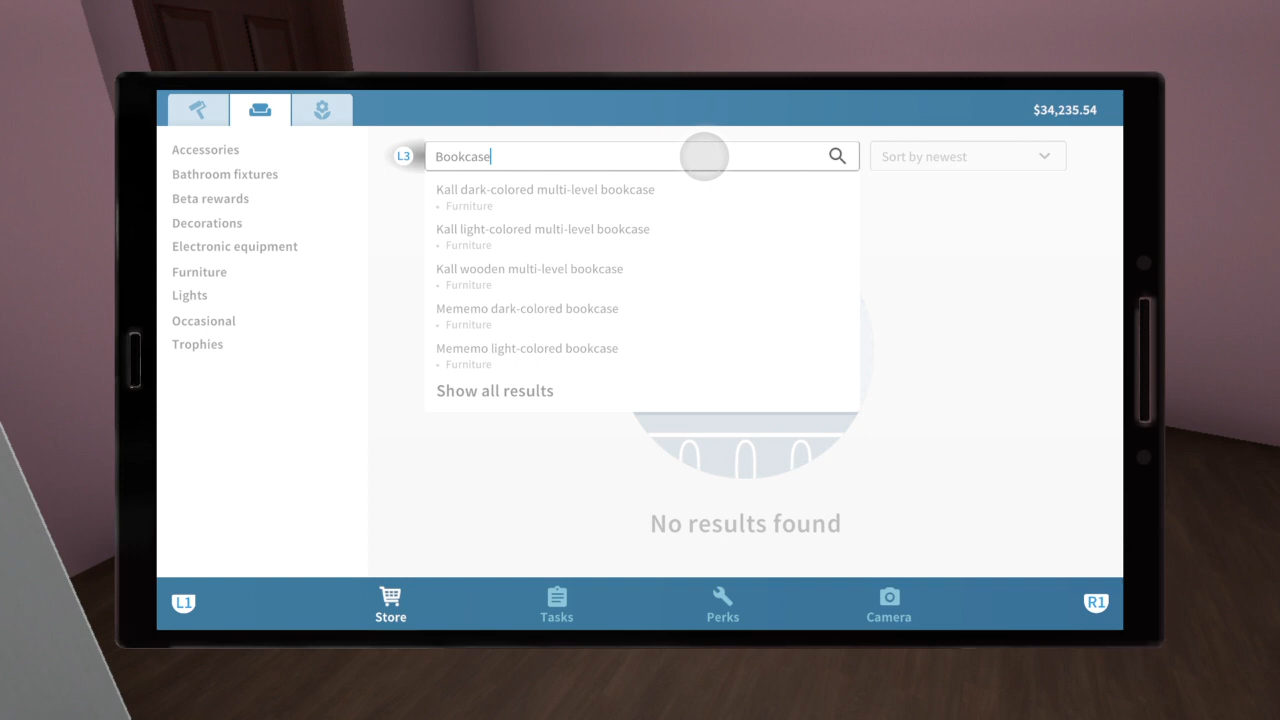 $34,235.54
Accessories
Bathroom fixtures
Beta rewards
Decorations
Electronic equipment
Furniture
Lights
Occasional
Trophies
L3
Bookcase
Sort by newest
Kall dark-colored multi-level bookcase
• Furniture
Kall light-colored multi-level bookcase
• Furniture
Kall wooden multi-level bookcase
• Furniture
Mememo dark-colored bookcase
• Furniture
Mememo light-colored bookcase
• Furniture
Show all results
No results found
L1
Store
Tasks
Perks
Camera
R1